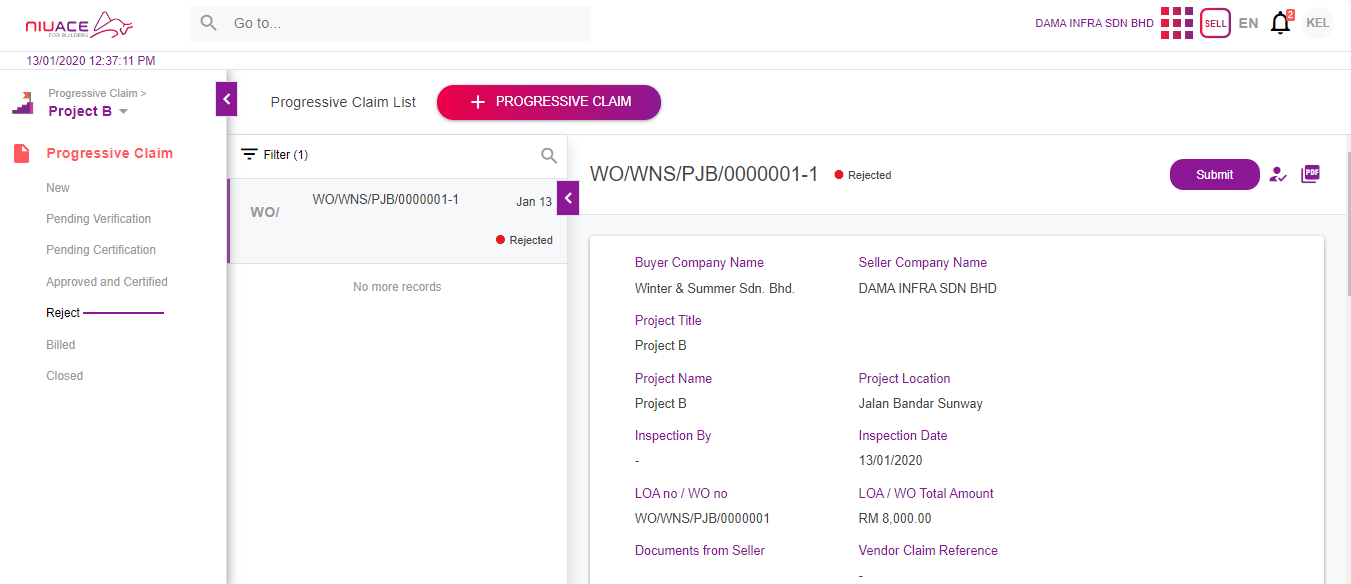 NIUACE
FOR BUILDERS
Go to...
DAMA INFRA SDN BHD
SELL
EN
2
KEL
13/01/2020 12:37:11 PM
Progressive Claim >
Project B
Progressive Claim
New
Pending Verification
Pending Certification
Approved and Certified
Reject
Billed
Closed
Progressive Claim List
+ PROGRESSIVE CLAIM
Filter (1)
WO/
WO/WNS/PJB/0000001-1
Jan 13
Rejected
No more records
WO/WNS/PJB/0000001-1
Rejected
Submit
PDF
Buyer Company Name
Seller Company Name
Winter & Summer Sdn. Bhd.
DAMA INFRA SDN BHD
Project Title
Project B
Project Name
Project Location
Project B
Jalan Bandar Sunway
Inspection By
Inspection Date
-
13/01/2020
LOA no / WO no
LOA / WO Total Amount
WO/WNS/PJB/0000001
RM 8,000.00
Documents from Seller
Vendor Claim Reference
-